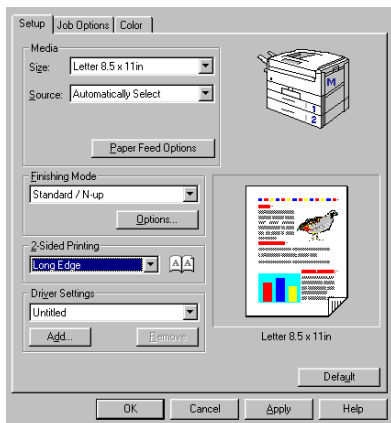 Setup Job Options Color
Media
Size: Letter 8.5 x 11in
Source: Automatically Select
Paper Feed Options
M
1
2
Finishing Mode
Standard / N-up
Options...
2-Sided Printing
Long Edge A A
Driver Settings
Untitled
Add... Remove
Letter 8.5 x 11in
Default
OK Cancel Apply Help